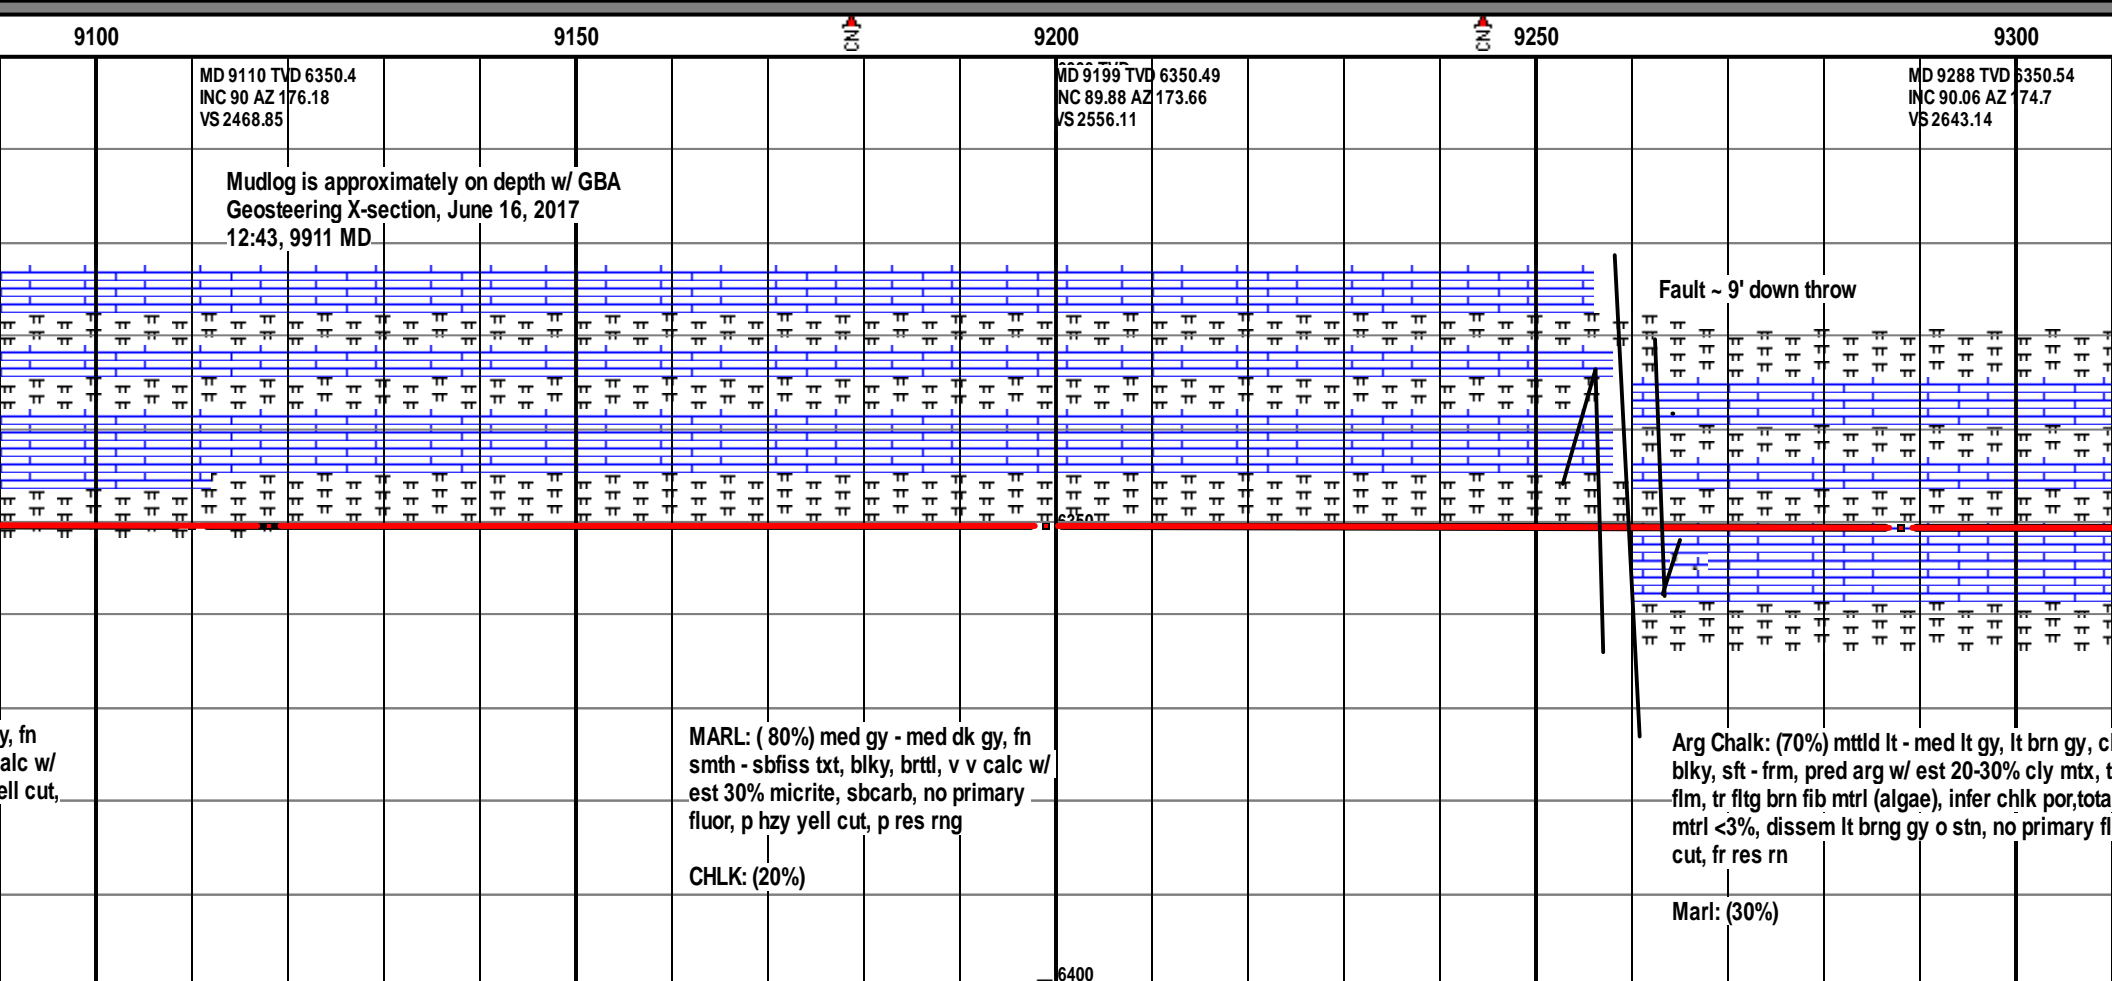 9100
9150
CN
9200
CN
9250
9300
MD 9110 TVD 6350.4
INC 90 AZ 176.18
VS 2468.85
MD 9199 TVD 6350.49
INC 89.88 AZ 173.66
VS 2556.11
MD 9288 TVD 6350.54
INC 90.06 AZ 174.7
VS 2643.14
Mudlog is approximately on depth w/ GBA
Geosteering X-section, June 16, 2017
12:43, 9911 MD
Fault ~ 9' down throw
6350
y, fn
alc w/
ell cut,
MARL: ( 80%) med gy - med dk gy, fn
smth - sbfiss txt, blky, brttl, v v calc w/
est 30% micrite, sbcarb, no primary
fluor, p hzy yell cut, p res rng
CHLK: (20%)
Arg Chalk: (70%) mttld lt - med lt gy, lt brn gy, cl
blky, sft - frm, pred arg w/ est 20-30% cly mtx, t
flm, tr fltg brn fib mtrl (algae), infer chlk por,tota
mtrl <3%, dissem lt brng gy o stn, no primary fl
cut, fr res rn
Marl: (30%)
6400